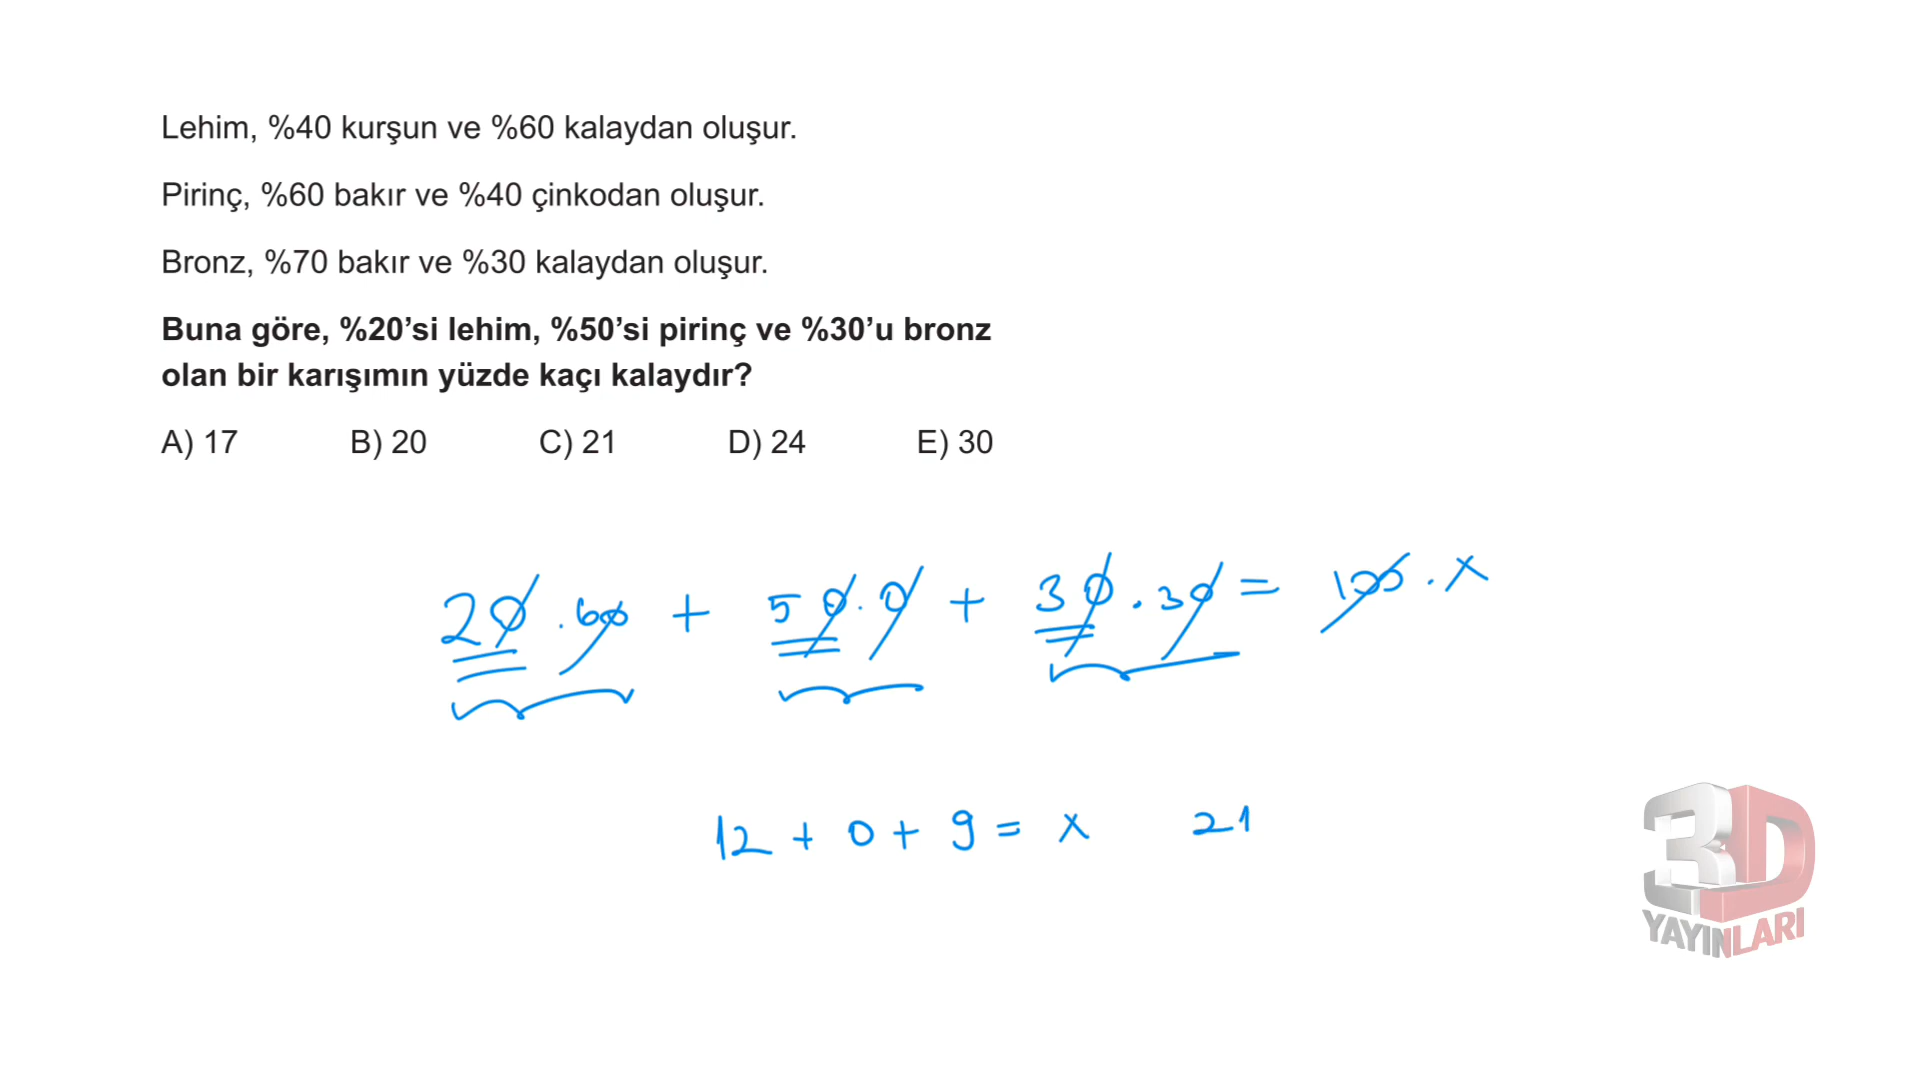 Lehim, %40 kurşun ve %60 kalaydan oluşur.
Pirinç, %60 bakır ve %40 çinkodan oluşur.
Bronz, %70 bakır ve %30 kalaydan oluşur.
Buna göre, %20’si lehim, %50’si pirinç ve %30’u bronz
olan bir karışımın yüzde kaçı kalaydır?
A) 17 B) 20 C) 21 D) 24 E) 30
20 . 60 + 50 . 0 + 30 . 30 = 100 . x
12 + 0 + 9 = x 21
3D
YAYINLARI